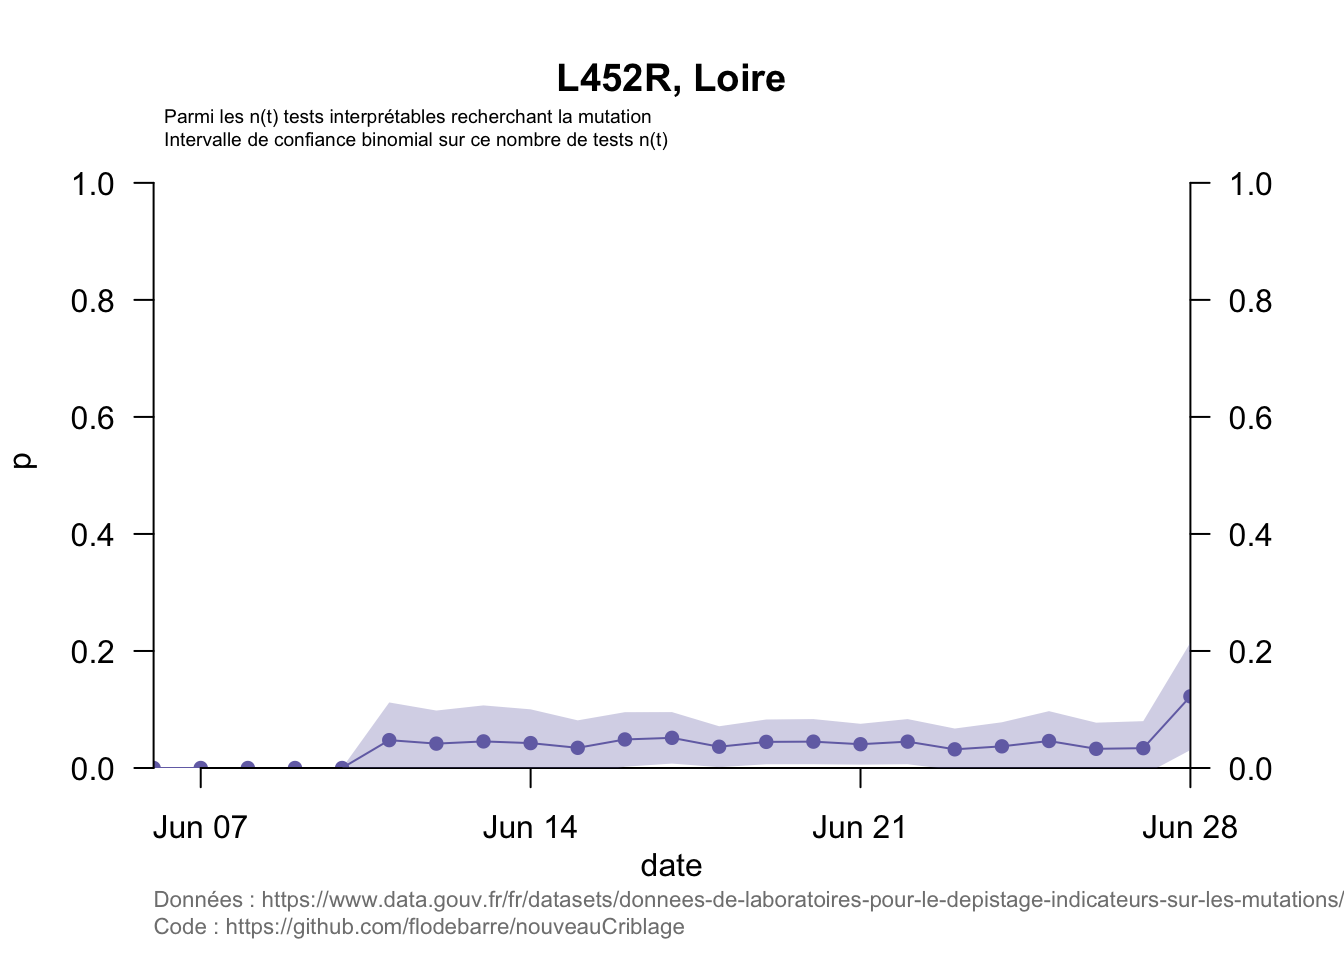 L452R, Loire
Parmi les n(t) tests interprétables recherchant la mutation
Intervalle de confiance binomial sur ce nombre de tests n(t)
1.0 1.0
0.8 0.8
0.6 0.6
p
0.4 0.4
0.2 0.2
0.0 0.0
Jun 07 Jun 14 Jun 21 Jun 28
date
Données : https://www.data.gouv.fr/fr/datasets/donnees-de-laboratoires-pour-le-depistage-indicateurs-sur-les-mutations/
Code : https://github.com/flodebarre/nouveauCriblage